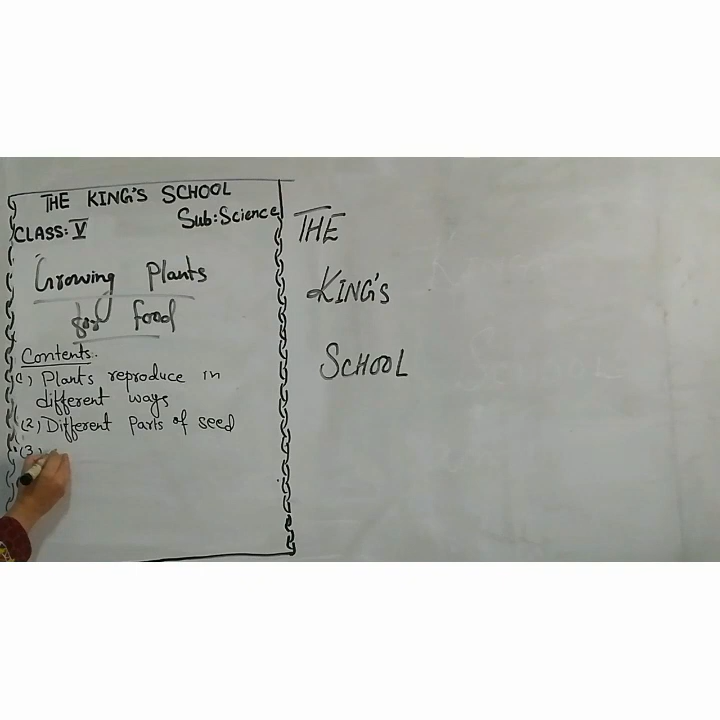 THE KING'S SCHOOL
CLASS: V Sub: Science
Growing Plants
for food
Contents.
(1) Plants reproduce in
different ways
(2) Different Parts of seed
(3)
THE
KING'S
SCHOOL